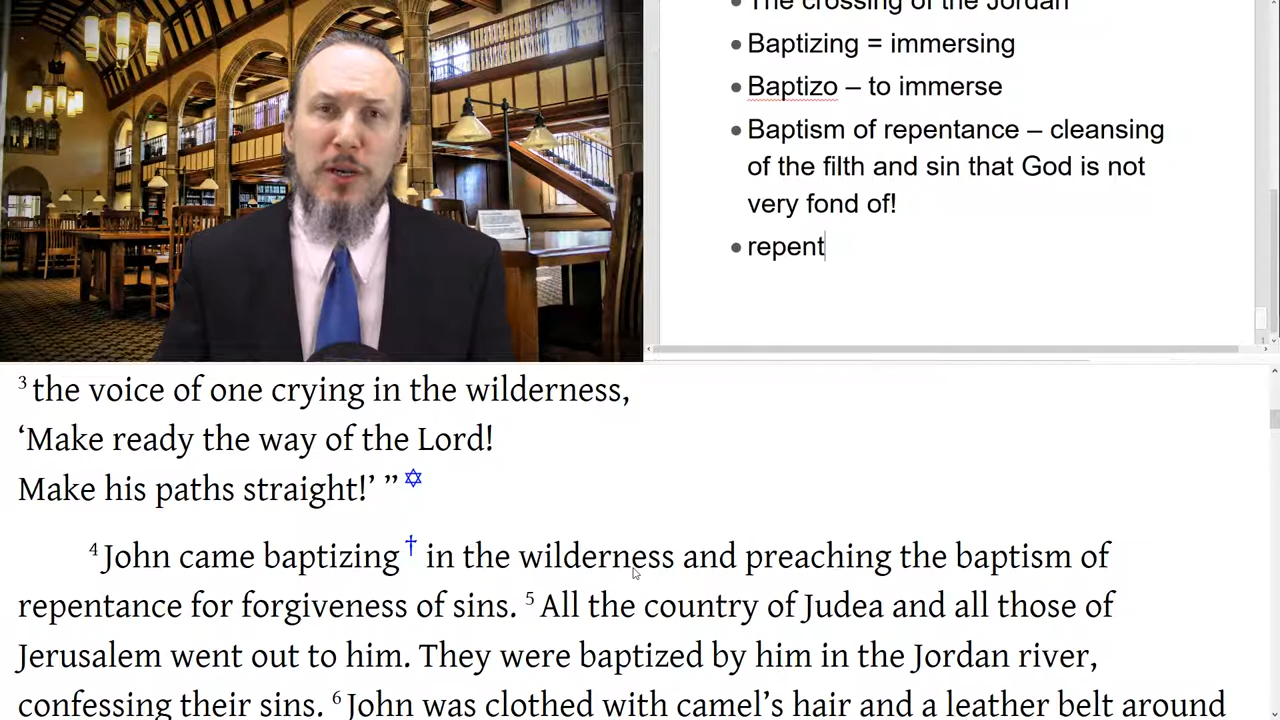 The crossing of the Jordan
• Baptizing = immersing
• Baptizo – to immerse
• Baptism of repentance – cleansing
of the filth and sin that God is not
very fond of!
• repent
3 the voice of one crying in the wilderness,
‘Make ready the way of the Lord!
Make his paths straight!’ ” ✡
4 John came baptizing † in the wilderness and preaching the baptism of
repentance for forgiveness of sins. 5 All the country of Judea and all those of
Jerusalem went out to him. They were baptized by him in the Jordan river,
confessing their sins. 6 John was clothed with camel’s hair and a leather belt around